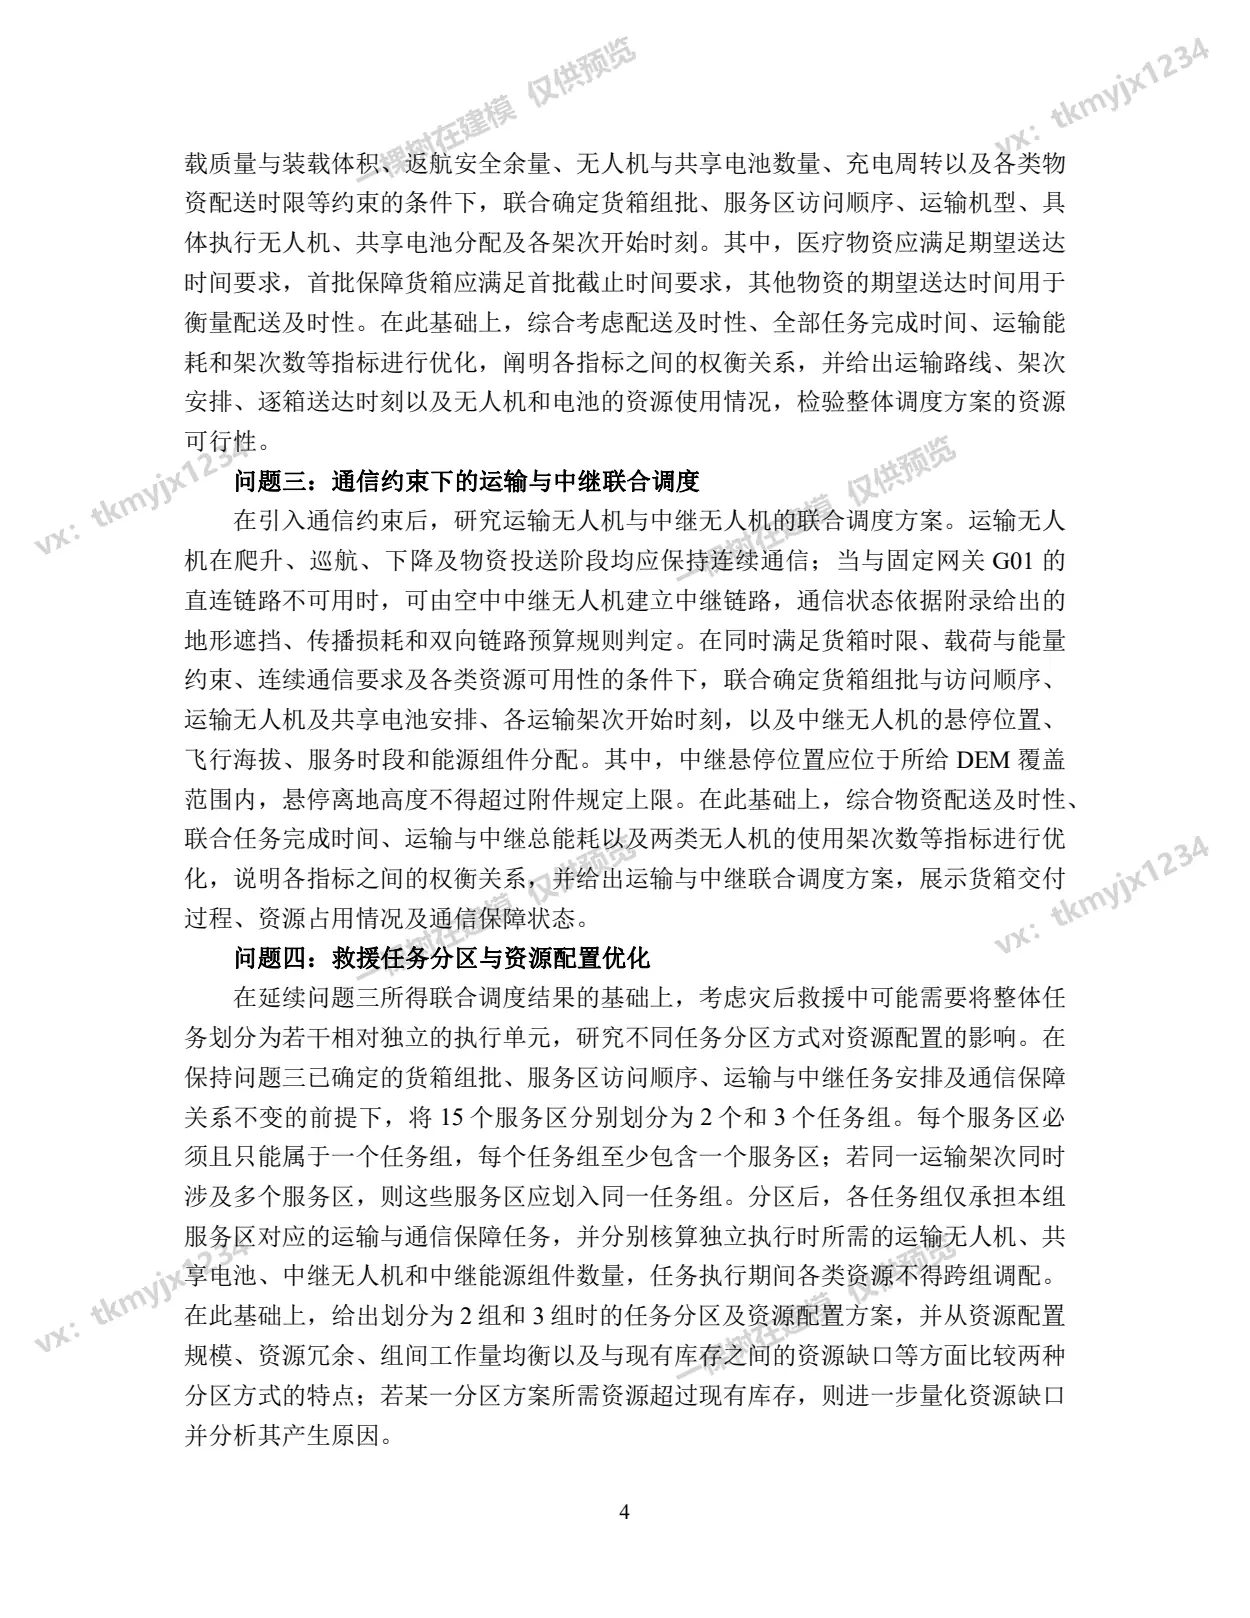 一棵树在建模 仅供预览
vx: tkmyjx1234
载质量与装载体积、返航安全余量、无人机与共享电池数量、充电周转以及各类物
资配送时限等约束的条件下，联合确定货箱组批、服务区访问顺序、运输机型、具
体执行无人机、共享电池分配及各架次开始时刻。其中，医疗物资应满足期望送达
时间要求，首批保障货箱应满足首批截止时间要求，其他物资的期望送达时间用于
衡量配送及时性。在此基础上，综合考虑配送及时性、全部任务完成时间、运输能
耗和架次数等指标进行优化，阐明各指标之间的权衡关系，并给出运输路线、架次
安排、逐箱送达时刻以及无人机和电池的资源使用情况，检验整体调度方案的资源
可行性。
vx: tkmyjx1234
一棵树在建模 仅供预览
问题三：通信约束下的运输与中继联合调度
在引入通信约束后，研究运输无人机与中继无人机的联合调度方案。运输无人
机在爬升、巡航、下降及物资投送阶段均应保持连续通信；当与固定网关 G01 的
直连链路不可用时，可由空中中继无人机建立中继链路，通信状态依据附录给出的
地形遮挡、传播损耗和双向链路预算规则判定。在同时满足货箱时限、载荷与能量
约束、连续通信要求及各类资源可用性的条件下，联合确定货箱组批与访问顺序、
运输无人机及共享电池安排、各运输架次开始时刻，以及中继无人机的悬停位置、
飞行海拔、服务时段和能源组件分配。其中，中继悬停位置应位于所给 DEM 覆盖
范围内，悬停离地高度不得超过附件规定上限。在此基础上，综合物资配送及时性、
联合任务完成时间、运输与中继总能耗以及两类无人机的使用架次数等指标进行优
化，说明各指标之间的权衡关系，并给出运输与中继联合调度方案，展示货箱交付
过程、资源占用情况及通信保障状态。
一棵树在建模 仅供预览
vx: tkmyjx1234
问题四：救援任务分区与资源配置优化
在延续问题三所得联合调度结果的基础上，考虑灾后救援中可能需要将整体任
务划分为若干相对独立的执行单元，研究不同任务分区方式对资源配置的影响。在
保持问题三已确定的货箱组批、服务区访问顺序、运输与中继任务安排及通信保障
关系不变的前提下，将 15 个服务区分别划分为 2 个和 3 个任务组。每个服务区必
须且只能属于一个任务组，每个任务组至少包含一个服务区；若同一运输架次同时
涉及多个服务区，则这些服务区应划入同一任务组。分区后，各任务组仅承担本组
服务区对应的运输与通信保障任务，并分别核算独立执行时所需的运输无人机、共
享电池、中继无人机和中继能源组件数量，任务执行期间各类资源不得跨组调配。
在此基础上，给出划分为 2 组和 3 组时的任务分区及资源配置方案，并从资源配置
规模、资源冗余、组间工作量均衡以及与现有库存之间的资源缺口等方面比较两种
分区方式的特点；若某一分区方案所需资源超过现有库存，则进一步量化资源缺口
并分析其产生原因。
vx: tkmyjx1234
一棵树在建模 仅供预览
4